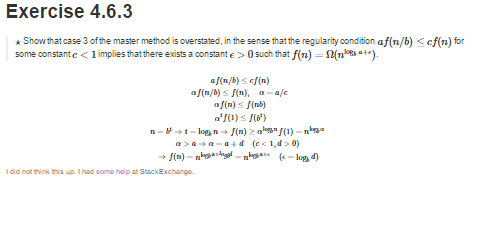 Exercise 4.6.3
★ Show that case 3 of the master method is overstated, in the sense that the regularity condition af(n/b) ≤ cf(n) for
some constant c < 1 implies that there exists a constant ϵ > 0 such that f(n) = Ω(n^{log_b a+ϵ}).
af(n/b) ≤ cf(n)
αf(n/b) ≤ f(n), α = a/c
αf(n) ≤ f(nb)
α^i f(1) ≤ f(b^i)
n = b^i ⇒ i = log_b n ⇒ f(n) ≥ α^{log_b n} f(1) = n^{log_b α}
α > a ⇒ α = a + d (c < 1, d > 0)
⇒ f(n) = n^{log_b a+log_b d} = n^{log_b a+ϵ} (ϵ = log_b d)
I did not think this up. I had some help at StackExchange.